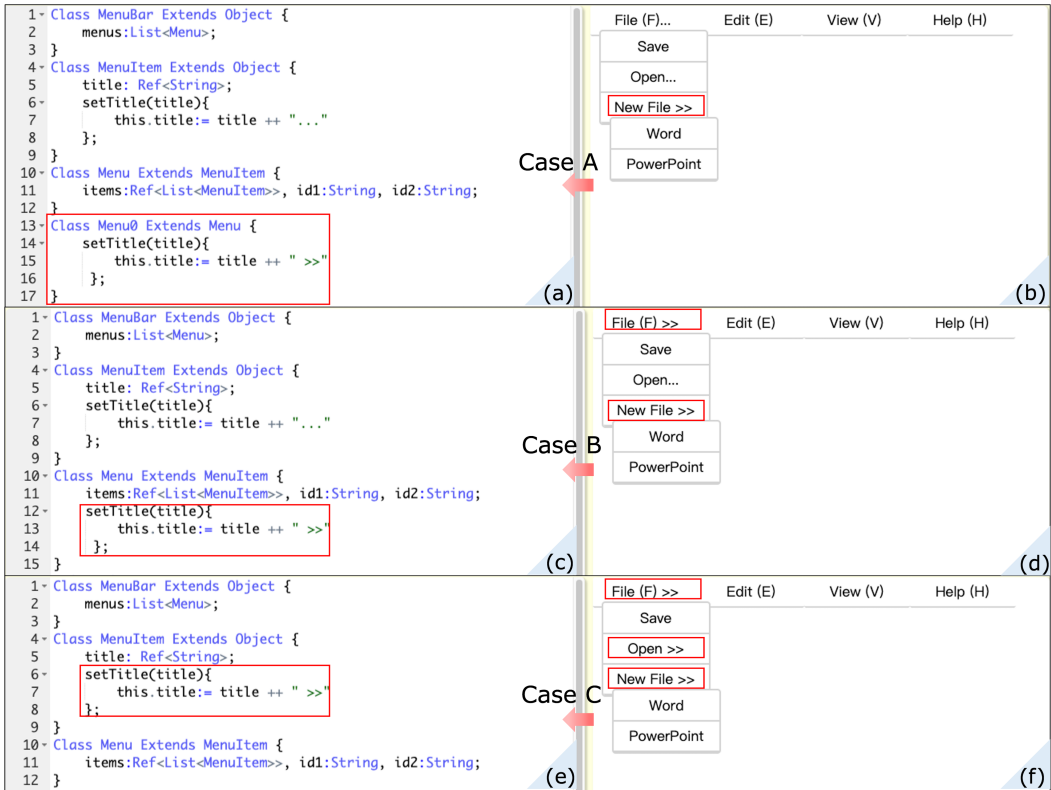 1 Class MenuBar Extends Object {
2 menus:List<Menu>;
3 }
4 Class MenuItem Extends Object {
5 title: Ref<String>;
6 setTitle(title){
7 this.title:= title ++ "..."
8 };
9 }
10 Class Menu Extends MenuItem {
11 items:Ref<List<MenuItem>>, id1:String, id2:String;
12 }
13 Class Menu0 Extends Menu {
14 setTitle(title){
15 this.title:= title ++ " >>"
16 };
17 }
(a)
Case A
File (F)... Edit (E) View (V) Help (H)
Save
Open...
New File >>
Word
PowerPoint
(b)
1 Class MenuBar Extends Object {
2 menus:List<Menu>;
3 }
4 Class MenuItem Extends Object {
5 title: Ref<String>;
6 setTitle(title){
7 this.title:= title ++ "..."
8 };
9 }
10 Class Menu Extends MenuItem {
11 items:Ref<List<MenuItem>>, id1:String, id2:String;
12 setTitle(title){
13 this.title:= title ++ " >>"
14 };
15 }
(c)
Case B
File (F) >> Edit (E) View (V) Help (H)
Save
Open...
New File >>
Word
PowerPoint
(d)
1 Class MenuBar Extends Object {
2 menus:List<Menu>;
3 }
4 Class MenuItem Extends Object {
5 title: Ref<String>;
6 setTitle(title){
7 this.title:= title ++ " >>"
8 };
9 }
10 Class Menu Extends MenuItem {
11 items:Ref<List<MenuItem>>, id1:String, id2:String;
12 }
(e)
Case C
File (F) >> Edit (E) View (V) Help (H)
Save
Open >>
New File >>
Word
PowerPoint
(f)